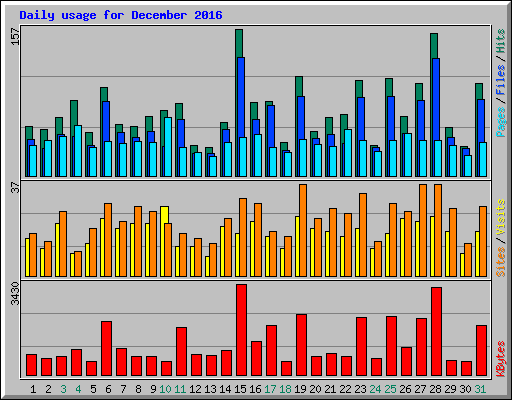 Daily usage for December 2016
157
Pages / Files / Hits
37
Sites / Visits
3430
KBytes
1 2 3 4 5 6 7 8 9 10 11 12 13 14 15 16 17 18 19 20 21 22 23 24 25 26 27 28 29 30 31